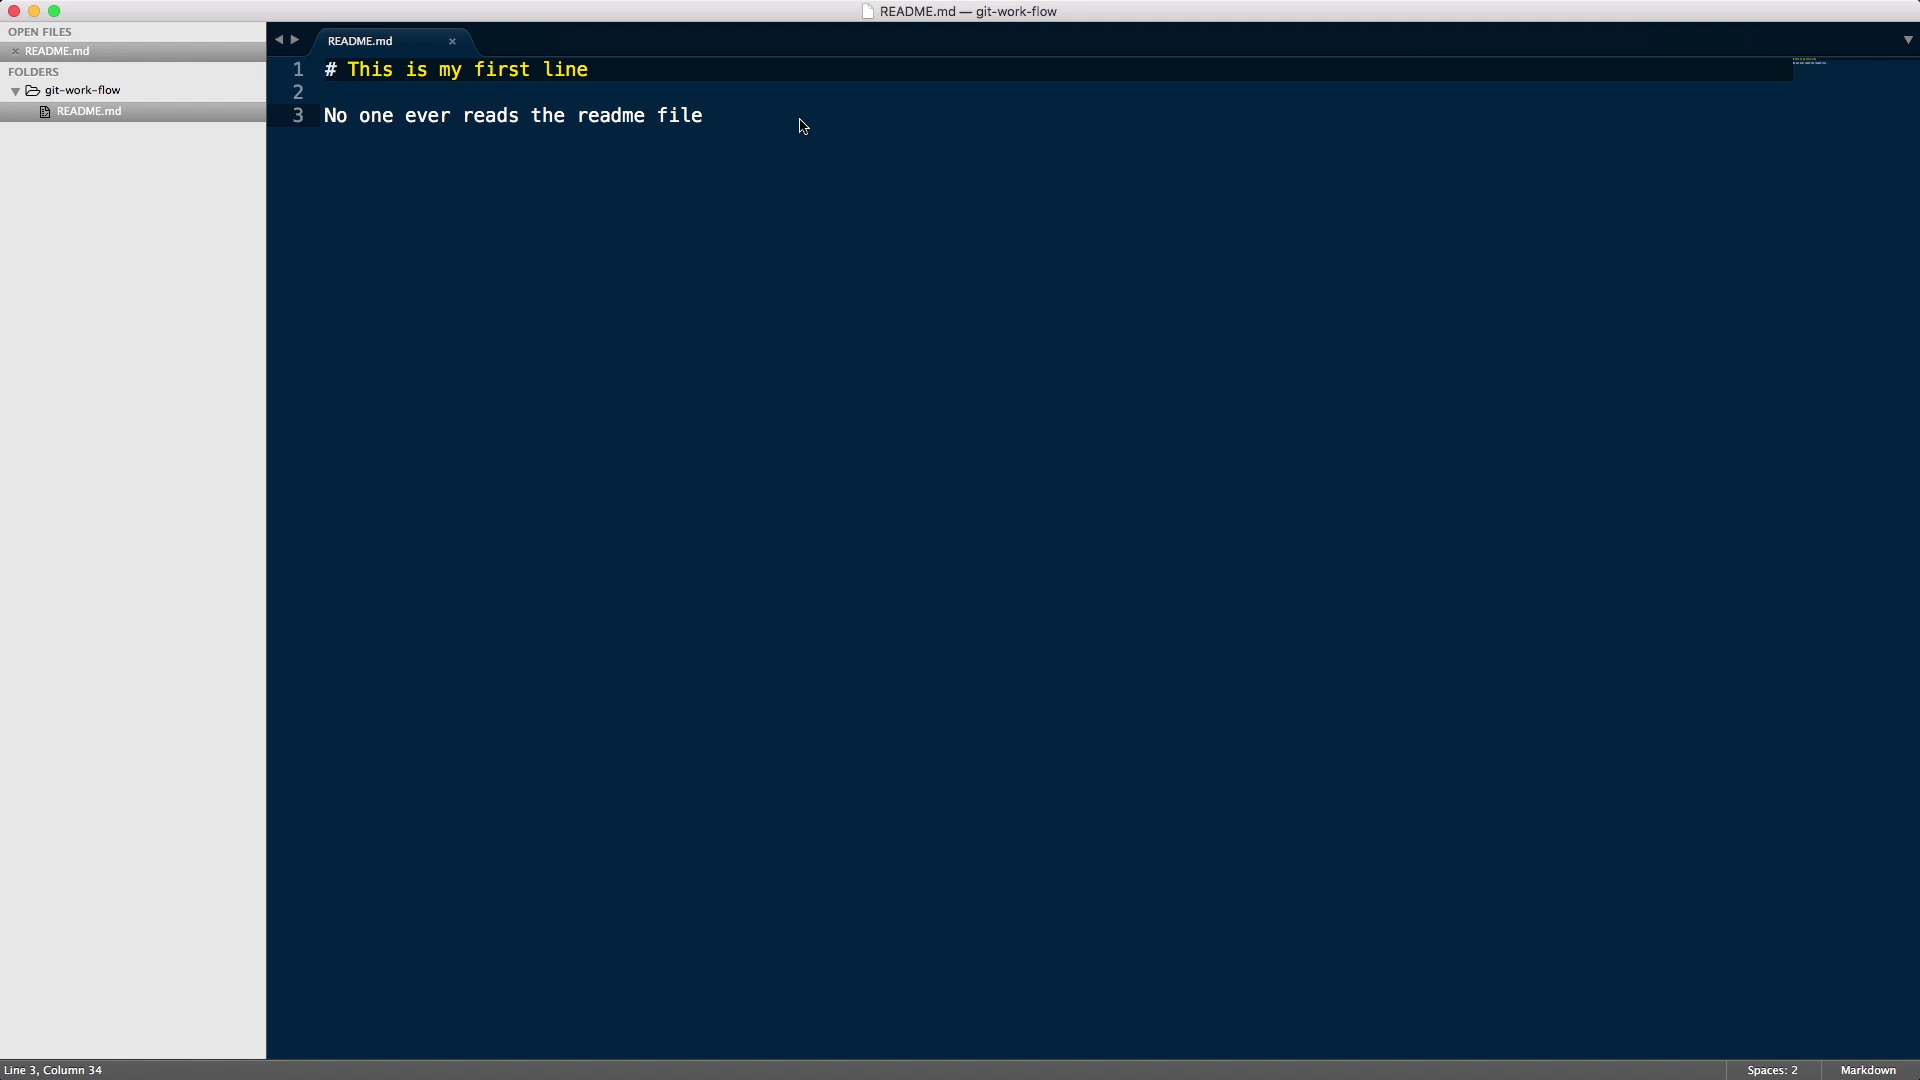 README.md — git-work-flow
OPEN FILES
README.md
FOLDERS
git-work-flow
README.md
README.md
1 # This is my first line
2
3 No one ever reads the readme file
Line 3, Column 34
Spaces: 2
Markdown